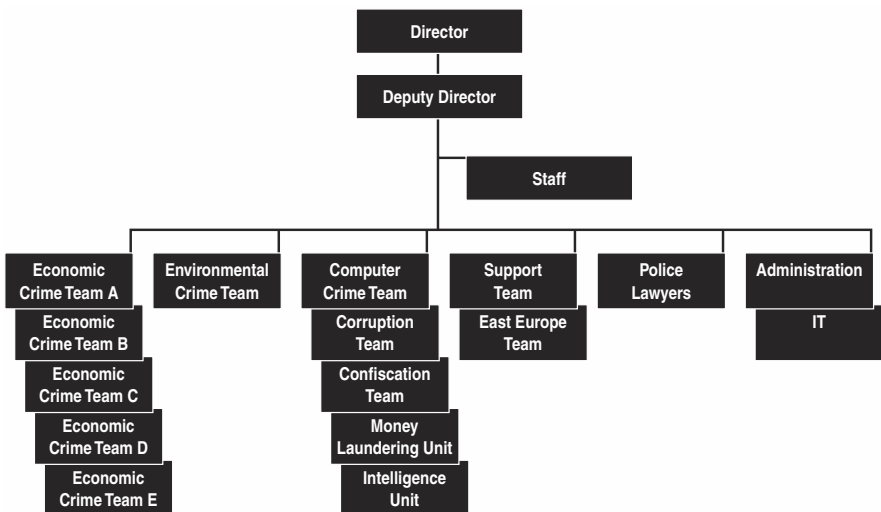 Director
Deputy Director
Staff
Economic
Crime Team A
Economic
Crime Team B
Economic
Crime Team C
Economic
Crime Team D
Economic
Crime Team E
Environmental
Crime Team
Computer
Crime Team
Corruption
Team
Confiscation
Team
Money
Laundering Unit
Intelligence
Unit
Support
Team
East Europe
Team
Police
Lawyers
Administration
IT